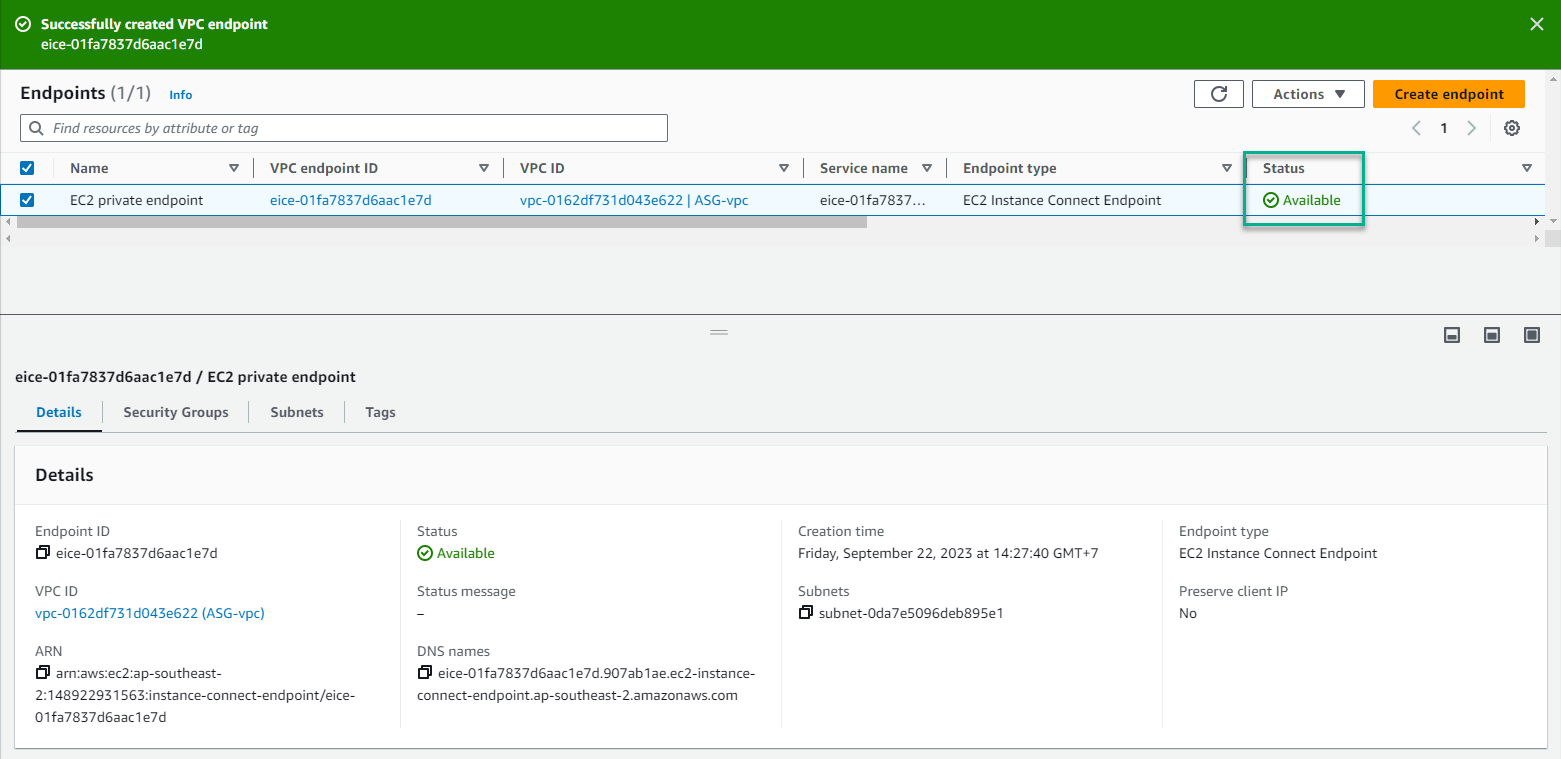 Successfully created VPC endpoint
eice-01fa7837d6aac1e7d
Endpoints (1/1) Info
Actions
Create endpoint
Find resources by attribute or tag
1
Name VPC endpoint ID VPC ID Service name Endpoint type Status
EC2 private endpoint eice-01fa7837d6aac1e7d vpc-0162df731d043e622 | ASG-vpc eice-01fa7837… EC2 Instance Connect Endpoint Available
eice-01fa7837d6aac1e7d / EC2 private endpoint
Details Security Groups Subnets Tags
Details
Endpoint ID
eice-01fa7837d6aac1e7d
VPC ID
vpc-0162df731d043e622 (ASG-vpc)
ARN
arn:aws:ec2:ap-southeast-
2:148922931563:instance-connect-endpoint/eice-
01fa7837d6aac1e7d
Status
Available
Status message
–
DNS names
eice-01fa7837d6aac1e7d.907ab1ae.ec2-instance-
connect-endpoint.ap-southeast-2.amazonaws.com
Creation time
Friday, September 22, 2023 at 14:27:40 GMT+7
Subnets
subnet-0da7e5096deb895e1
Endpoint type
EC2 Instance Connect Endpoint
Preserve client IP
No